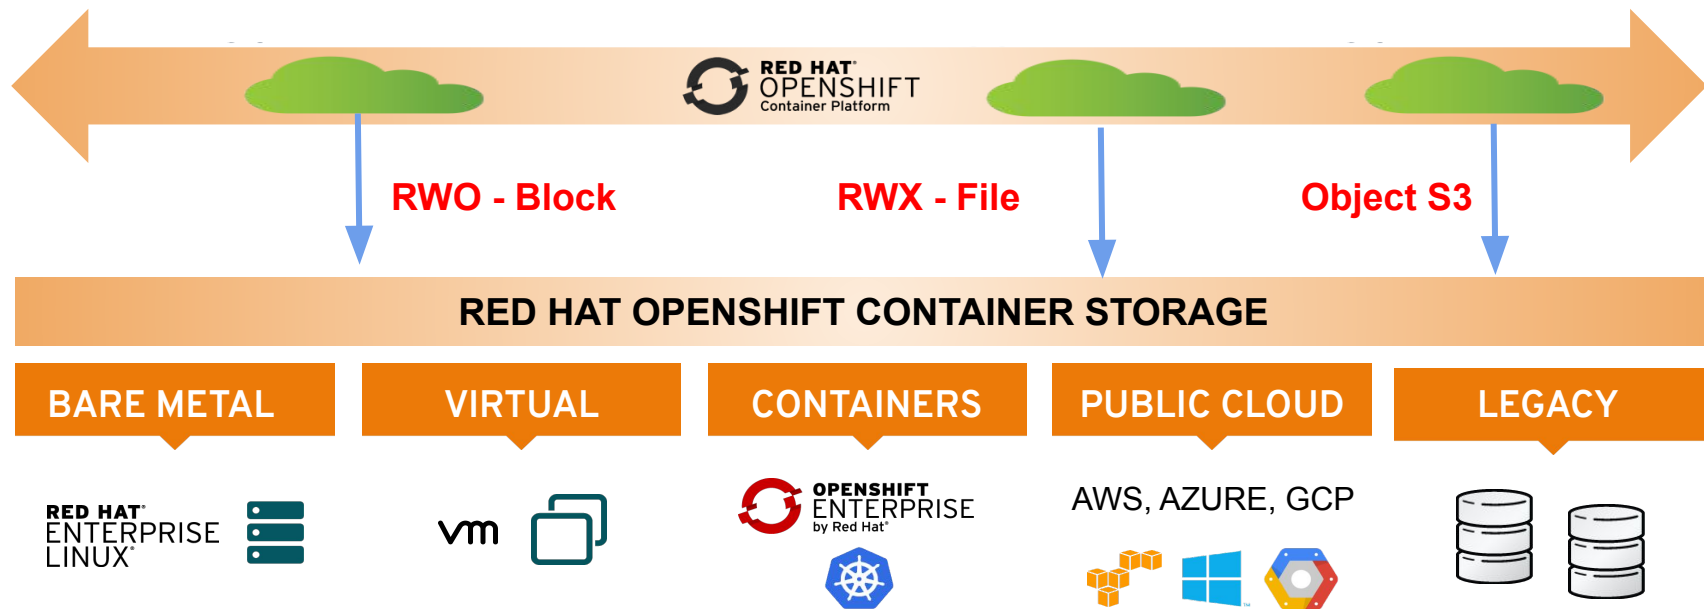 RED HAT®
OPENSHIFT
Container Platform
RWO - Block
RWX - File
Object S3
RED HAT OPENSHIFT CONTAINER STORAGE
BARE METAL
VIRTUAL
CONTAINERS
PUBLIC CLOUD
LEGACY
RED HAT®
ENTERPRISE
LINUX®
vm
OPENSHIFT
ENTERPRISE
by Red Hat®
AWS, AZURE, GCP